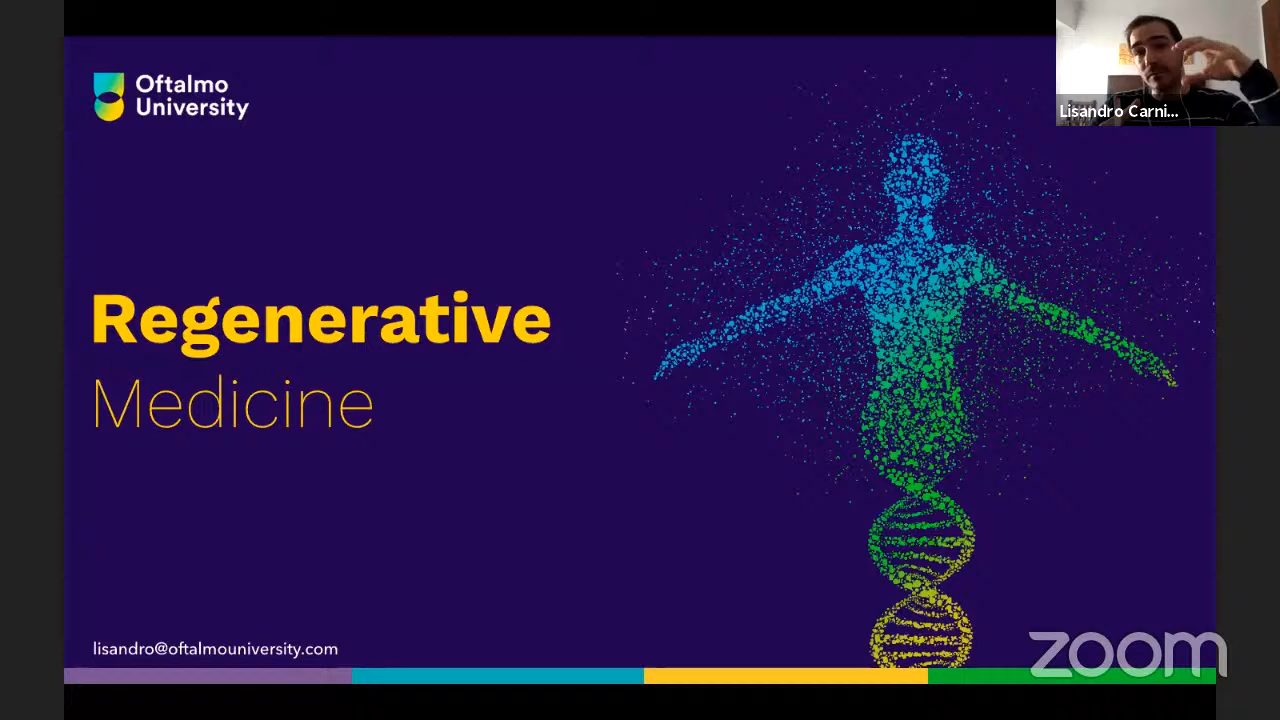 Oftalmo
University
Lisandro Carni...
Regenerative
Medicine
lisandro@oftalmouniversity.com
zoom